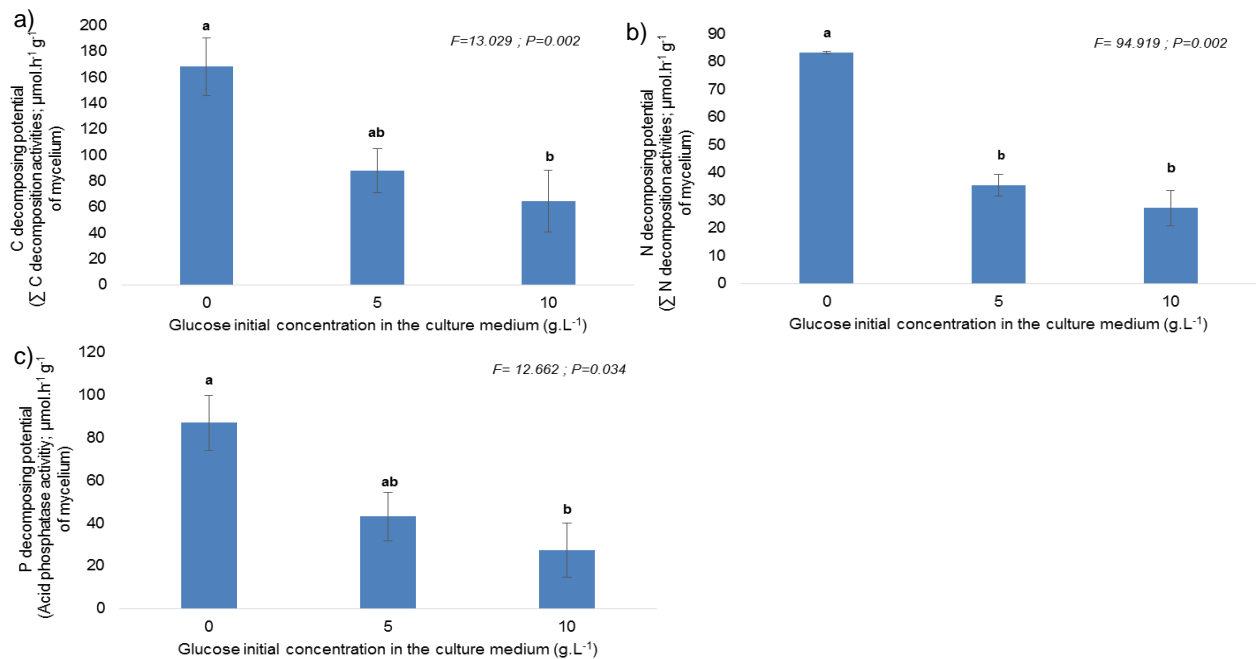 a)
C decomposing potential
(∑ C decomposition activities; µmol.h⁻¹ g⁻¹
of mycelium)
200
180
160
140
120
100
80
60
40
20
0
a
ab
b
F=13.029 ; P=0.002
0 5 10
Glucose initial concentration in the culture medium (g.L⁻¹)
b)
N decomposing potential
(∑ N decomposition activities; µmol.h⁻¹ g⁻¹
of mycelium)
90
80
70
60
50
40
30
20
10
0
a
b
b
F= 94.919 ; P=0.002
0 5 10
Glucose initial concentration in the culture medium (g.L⁻¹)
c)
P decomposing potential
(Acid phosphatase activitiy; µmol.h⁻¹ g⁻¹
of mycelium)
120
100
80
60
40
20
0
a
ab
b
F= 12.662 ; P=0.034
0 5 10
Glucose initial concentration in the culture medium (g.L⁻¹)